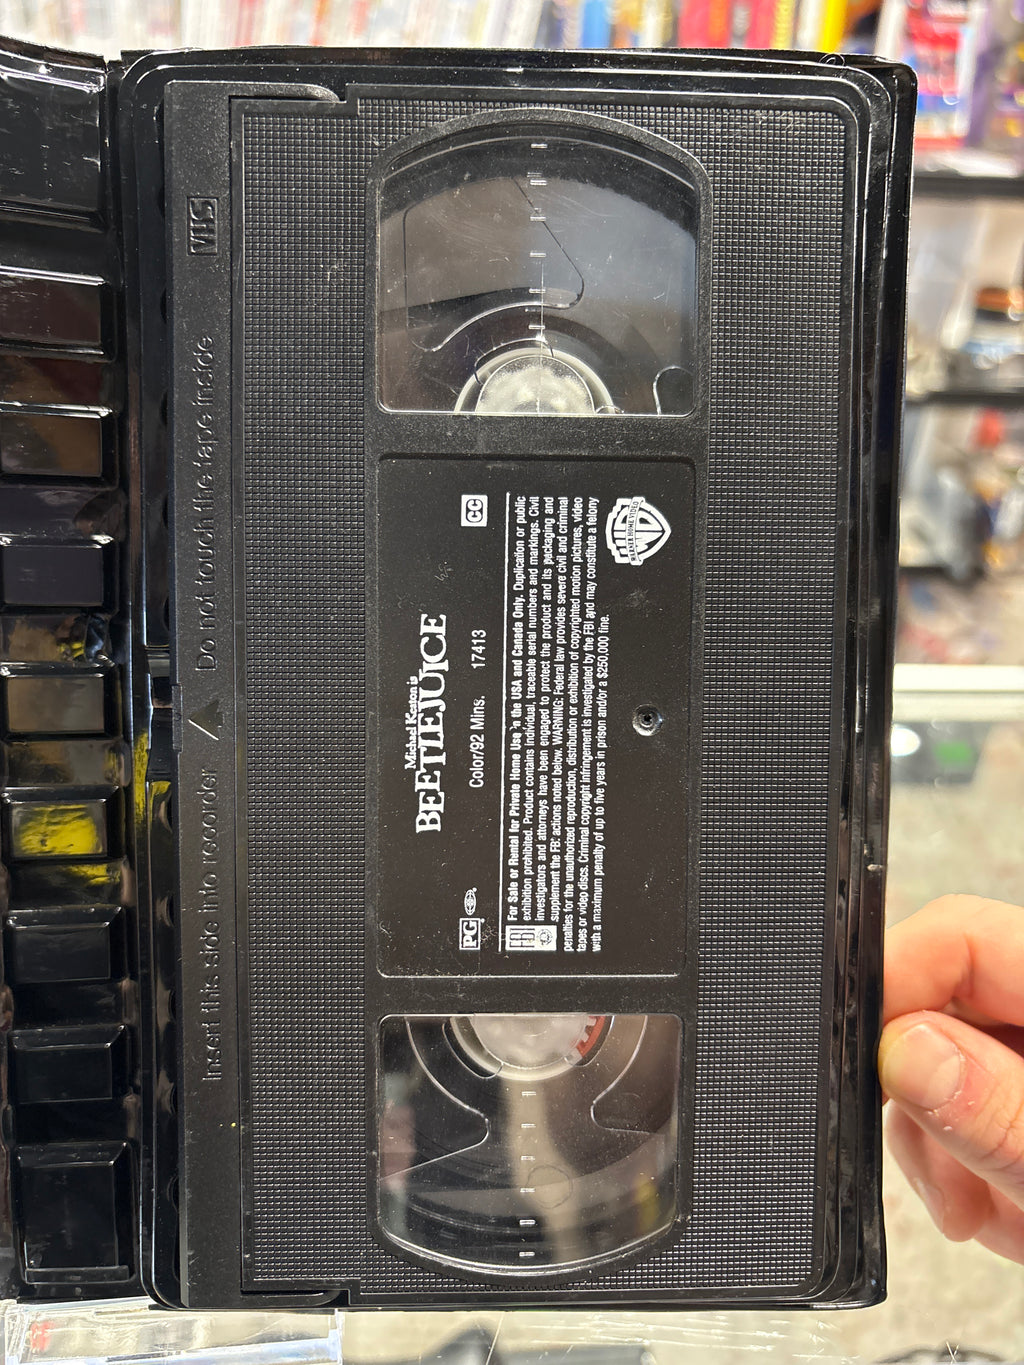 VHS
Insert this side into recorder
Do not touch the tape inside
Michael Keaton is
BEETLEJUICE
PG
Color/92 Mins.
17413
CC
FBI
For Sale or Rental for Private Home Use in the USA and Canada Only. Duplication or public
exhibition prohibited. Product contains individual, traceable serial numbers and markings. Civil
investigators and attorneys have been engaged to protect the product and its packaging and
supplement the FBI actions noted below. WARNING: Federal law provides severe civil and criminal
penalties for the unauthorized reproduction, distribution or exhibition of copyrighted motion pictures, video
tapes or video discs. Criminal copyright infringement is investigated by the FBI and may constitute a felony
with a maximum penalty of up to five years in prison and/or a $250,000 fine.
WARNER HOME VIDEO